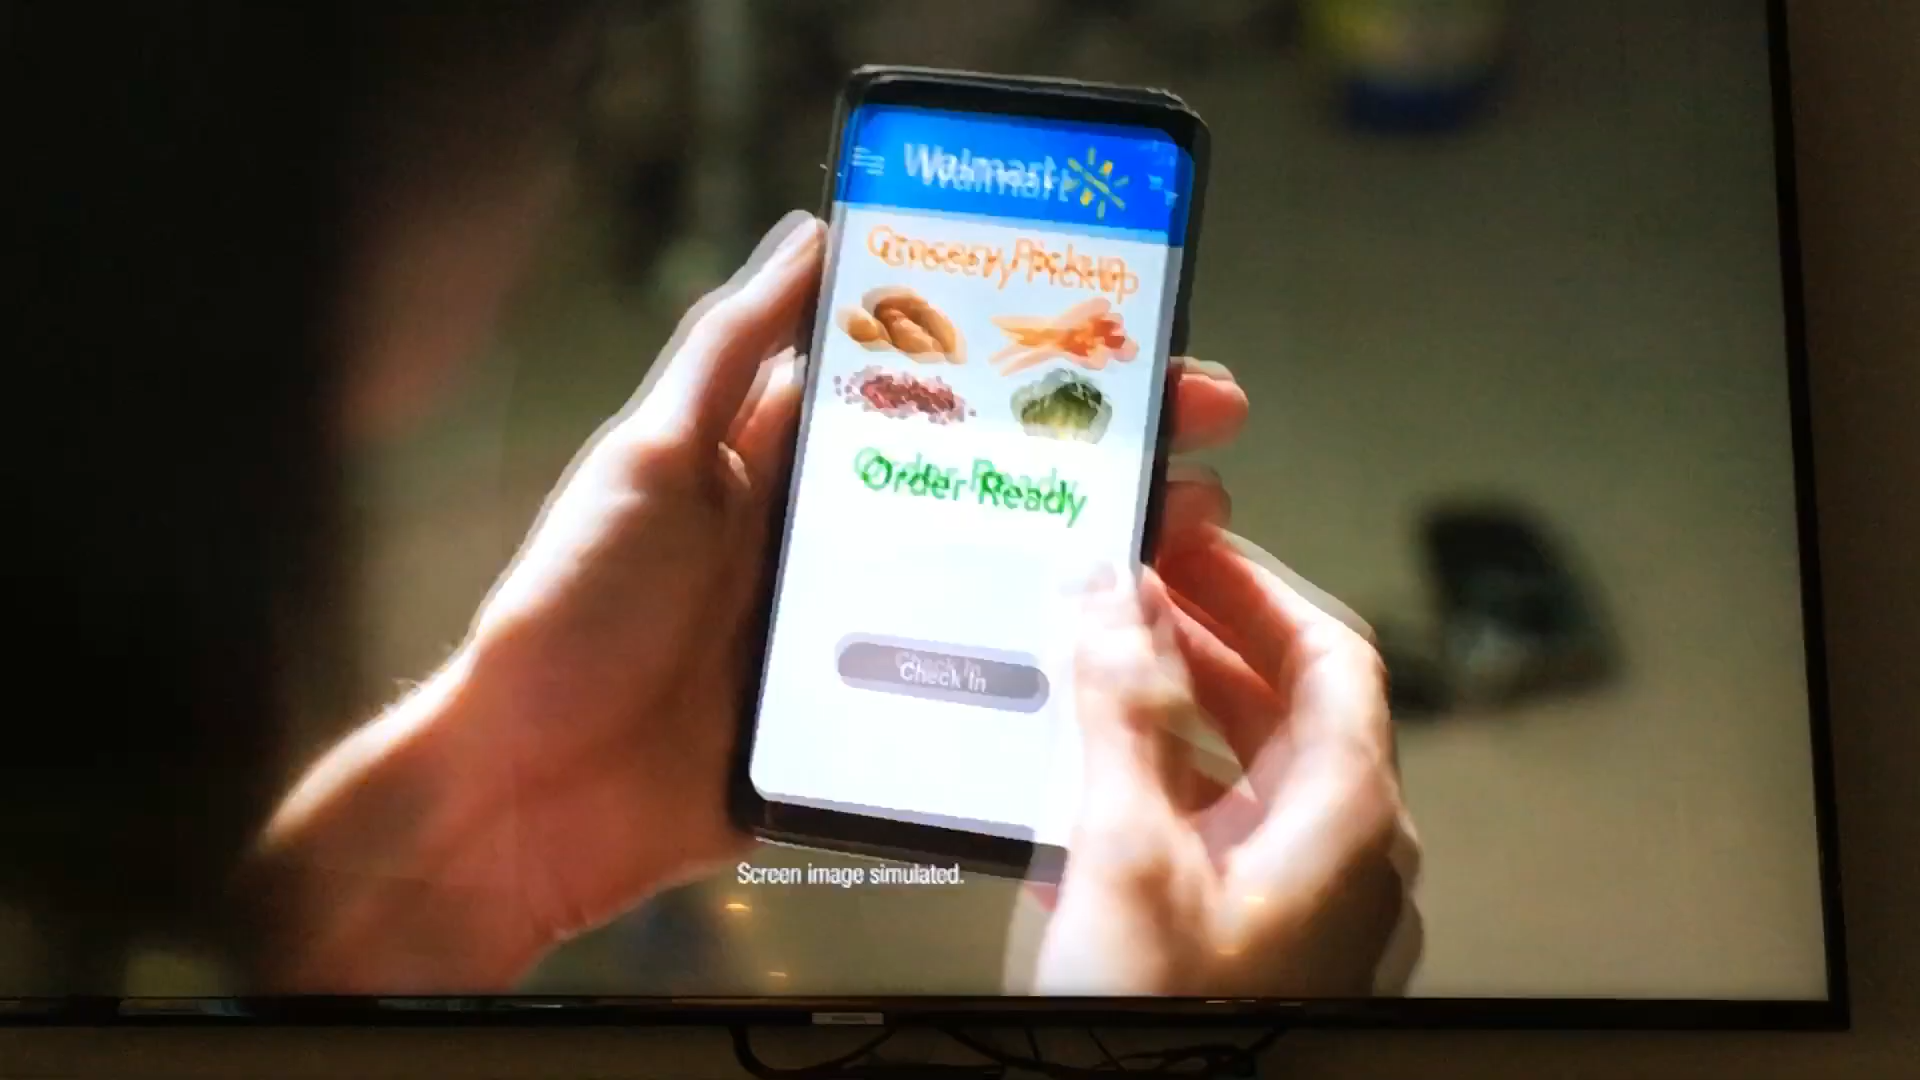 Walmart
Grocery Pickup
Order Ready
Check In
Screen image simulated.